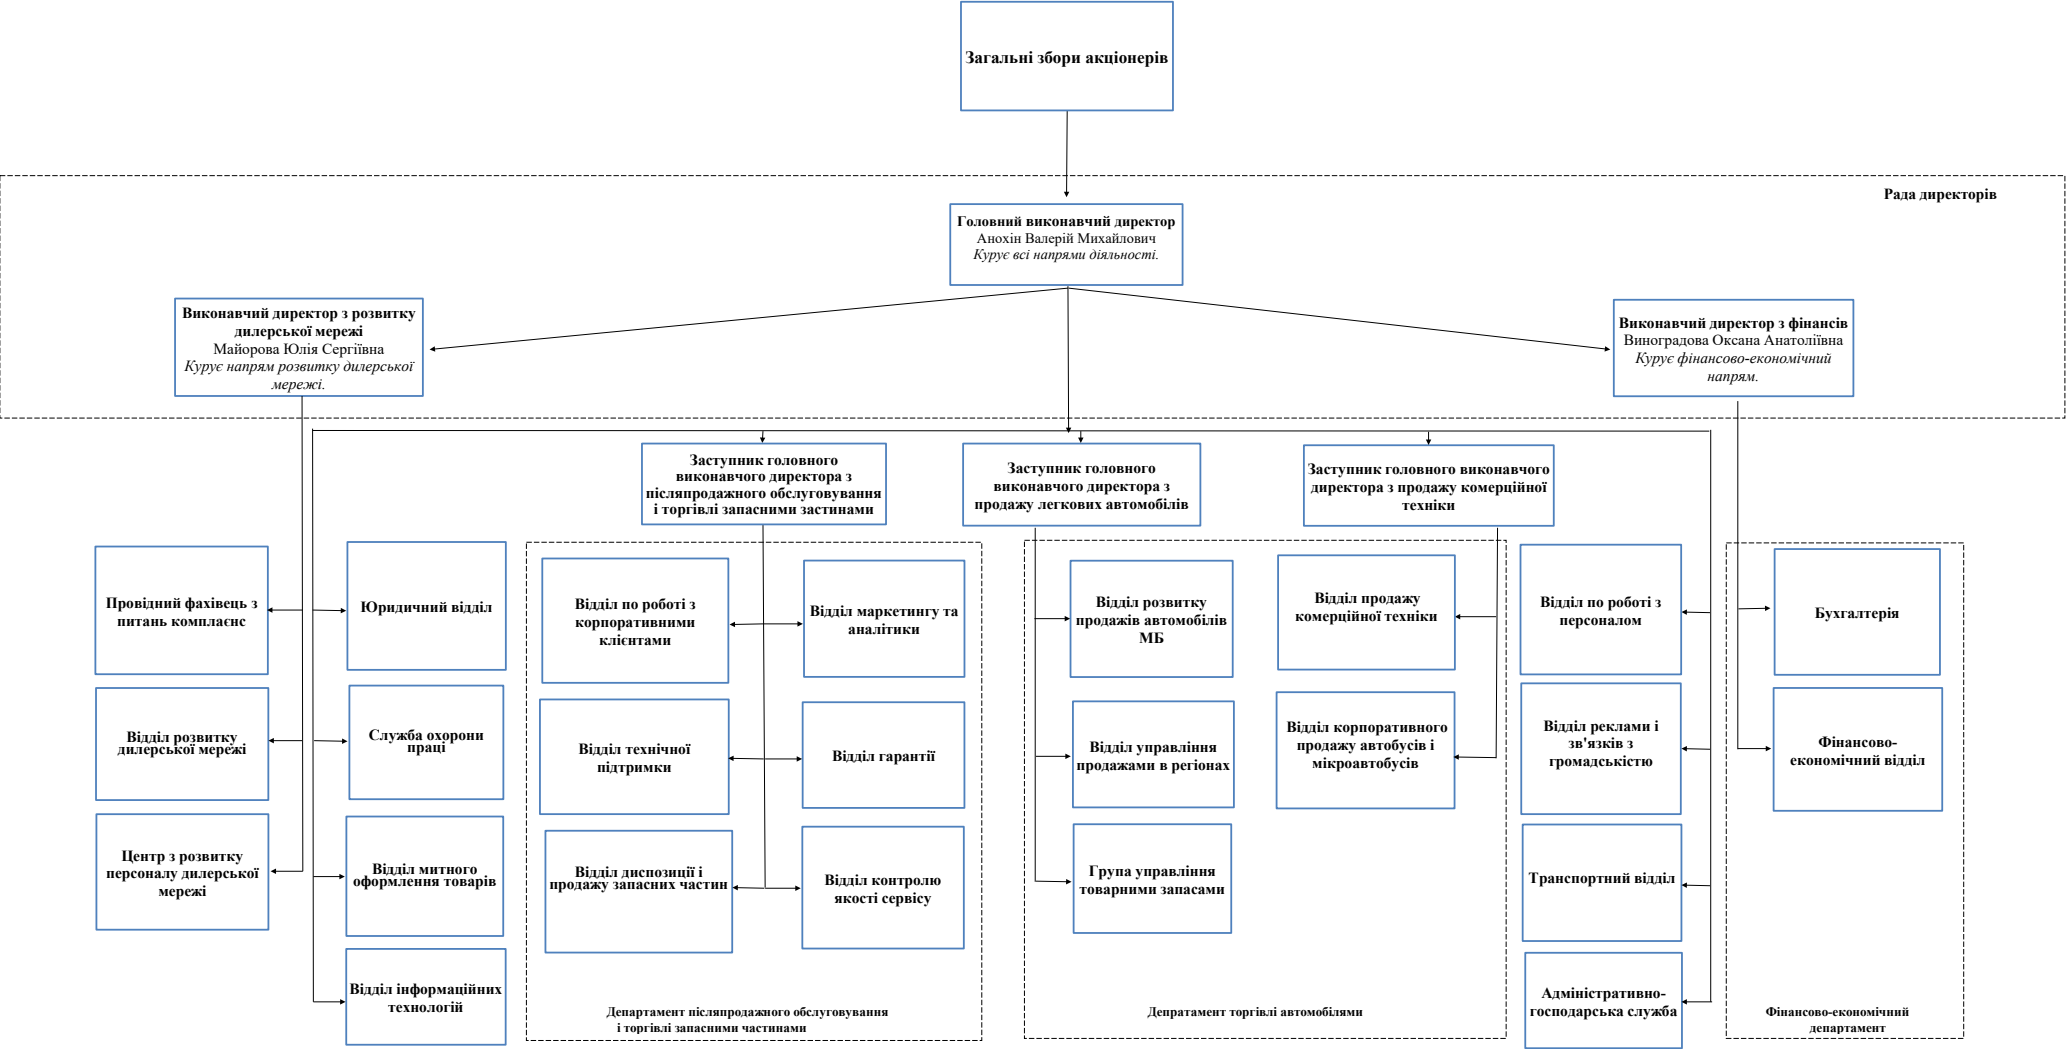 Загальні збори акціонерів
Рада директорів
Головний виконавчий директор
Анохін Валерій Михайлович
Курує всі напрями діяльності.
Виконавчий директор з розвитку
дилерської мережі
Майорова Юлія Сергіївна
Курує напрям розвитку дилерської
мережі.
Виконавчий директор з фінансів
Виноградова Оксана Анатоліївна
Курує фінансово-економічний
напрям.
Заступник головного
виконавчого директора з
післяпродажного обслуговування
і торгівлі запасними застинами
Заступник головного
виконавчого директора з
продажу легкових автомобілів
Заступник головного виконавчого
директора з продажу комерційної
техніки
Провідний фахівець з
питань комплаєнс
Юридичний відділ
Відділ по роботі з
корпоративними
клієнтами
Відділ маркетингу та
аналітики
Відділ розвитку
продажів автомобілів
МБ
Відділ продажу
комерційної техніки
Відділ по роботі з
персоналом
Бухгалтерія
Відділ розвитку
дилерської мережі
Служба охорони
праці
Відділ технічної
підтримки
Відділ гарантії
Відділ управління
продажами в регіонах
Відділ корпоративного
продажу автобусів і
мікроавтобусів
Відділ реклами і
зв'язків з
громадськістю
Фінансово-
економічний відділ
Центр з розвитку
персоналу дилерської
мережі
Відділ митного
оформлення товарів
Відділ диспозиції і
продажу запасних частин
Відділ контролю
якості сервісу
Група управління
товарними запасами
Транспортний відділ
Відділ інформаційних
технологій
Адміністративно-
господарська служба
Департамент післяпродажного обслуговування
і торгівлі запасними частинами
Депратамент торгівлі автомобілями
Фінансово-економічний
департамент